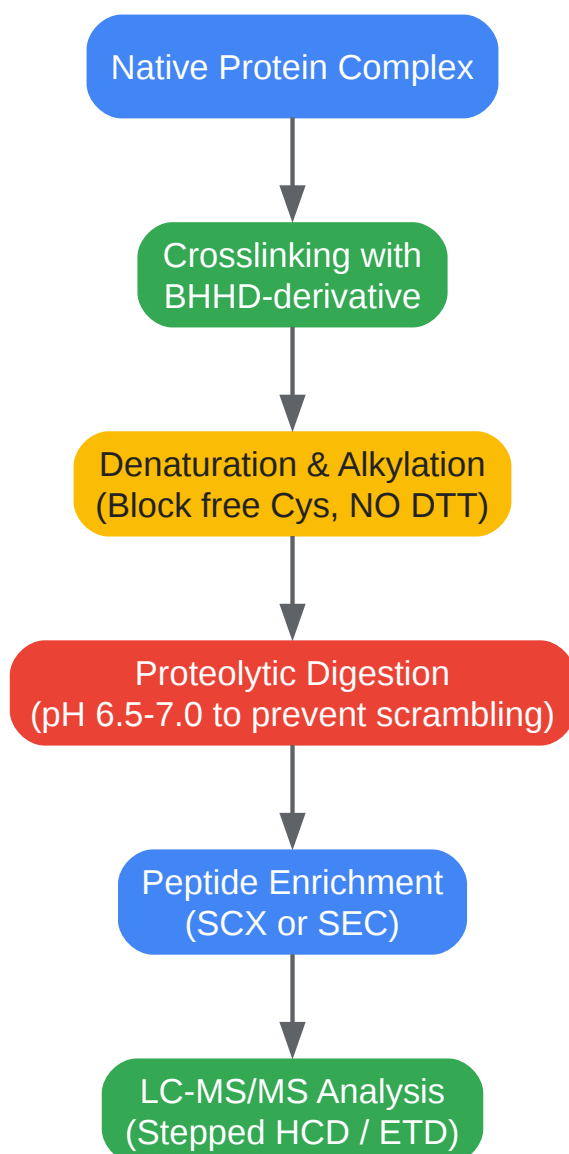 Native Protein Complex
Crosslinking with
BHHD-derivative
Denaturation & Alkylation
(Block free Cys, NO DTT)
Proteolytic Digestion
(pH 6.5-7.0 to prevent scrambling)
Peptide Enrichment
(SCX or SEC)
LC-MS/MS Analysis
(Stepped HCD / ETD)